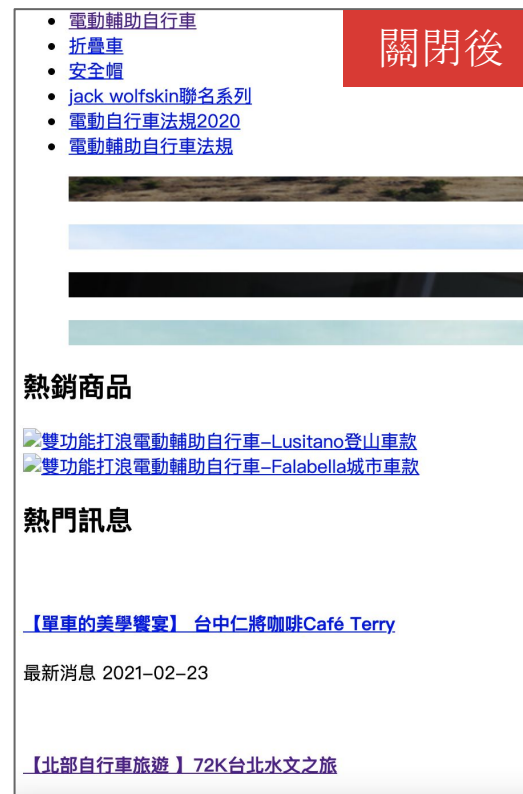 電動輔助自行車
關閉後
折疊車
安全帽
jack wolfskin聯名系列
電動自行車法規2020
電動輔助自行車法規
熱銷商品
雙功能打浪電動輔助自行車–Lusitano登山車款
雙功能打浪電動輔助自行車–Falabella城市車款
熱門訊息
【單車的美學饗宴】 台中仁將咖啡Café Terry
最新消息 2021–02–23
【北部自行車旅遊 】72K台北水文之旅